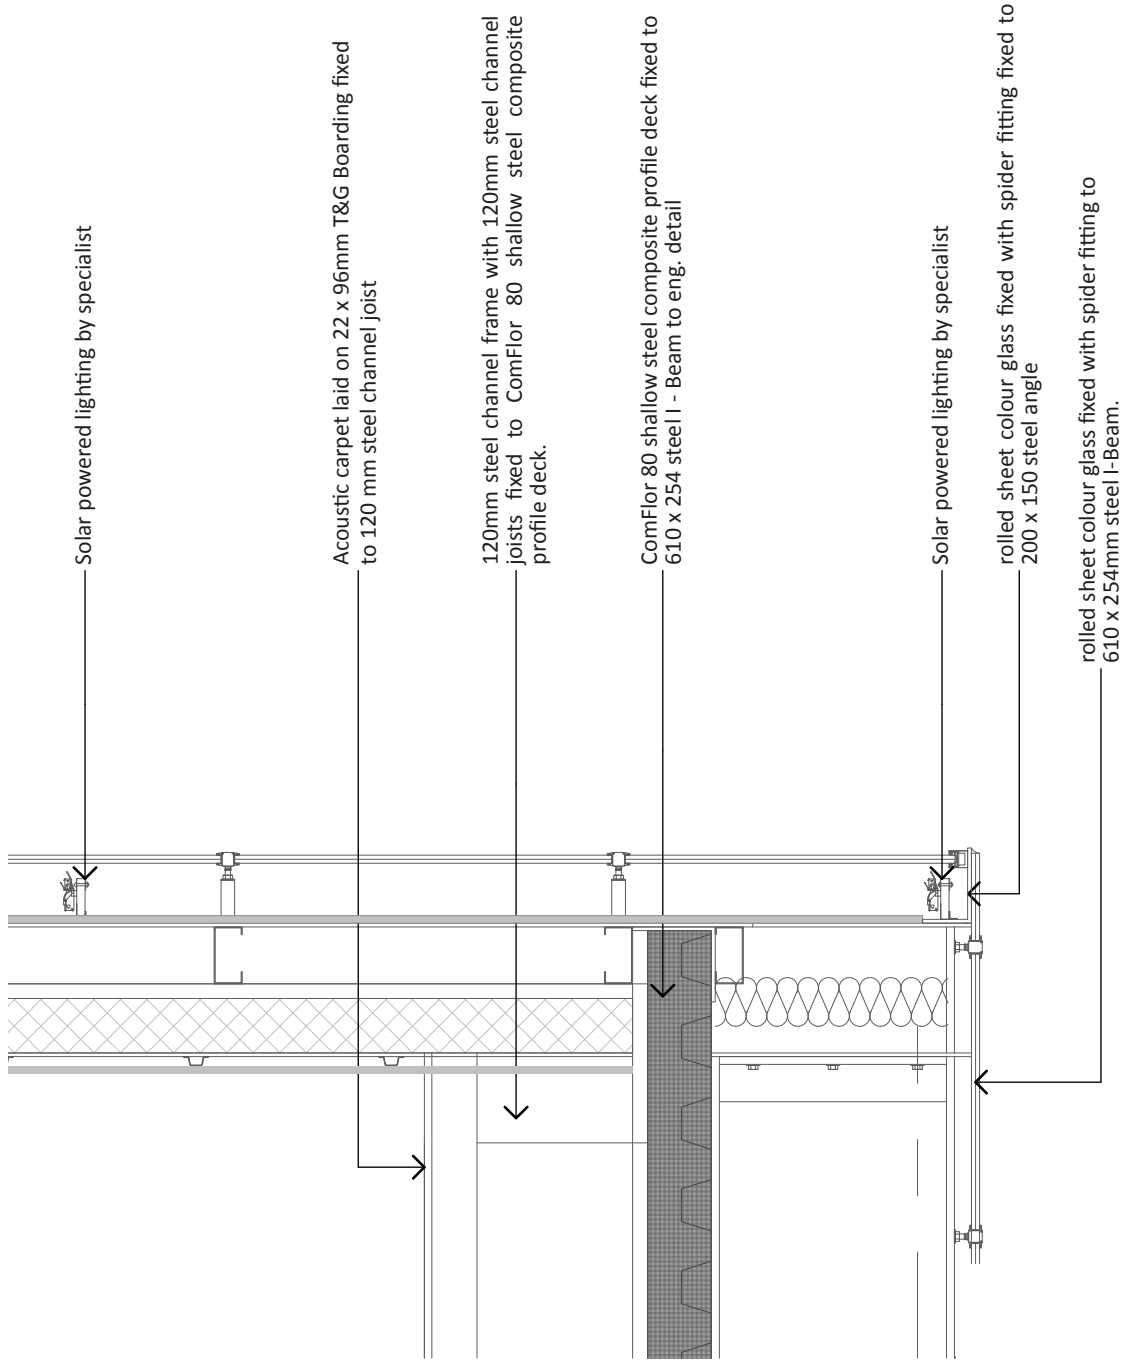 Solar powered lighting by specialist
Acoustic carpet laid on 22 x 96mm T&G Boarding fixed
to 120 mm steel channel joist
120mm steel channel frame with 120mm steel channel
joists fixed to ComFlor 80 shallow steel composite
profile deck.
ComFlor 80 shallow steel composite profile deck fixed to
610 x 254 steel I - Beam to eng. detail
Solar powered lighting by specialist
rolled sheet colour glass fixed with spider fitting fixed to
200 x 150 steel angle
rolled sheet colour glass fixed with spider fitting to
610 x 254mm steel I-Beam.